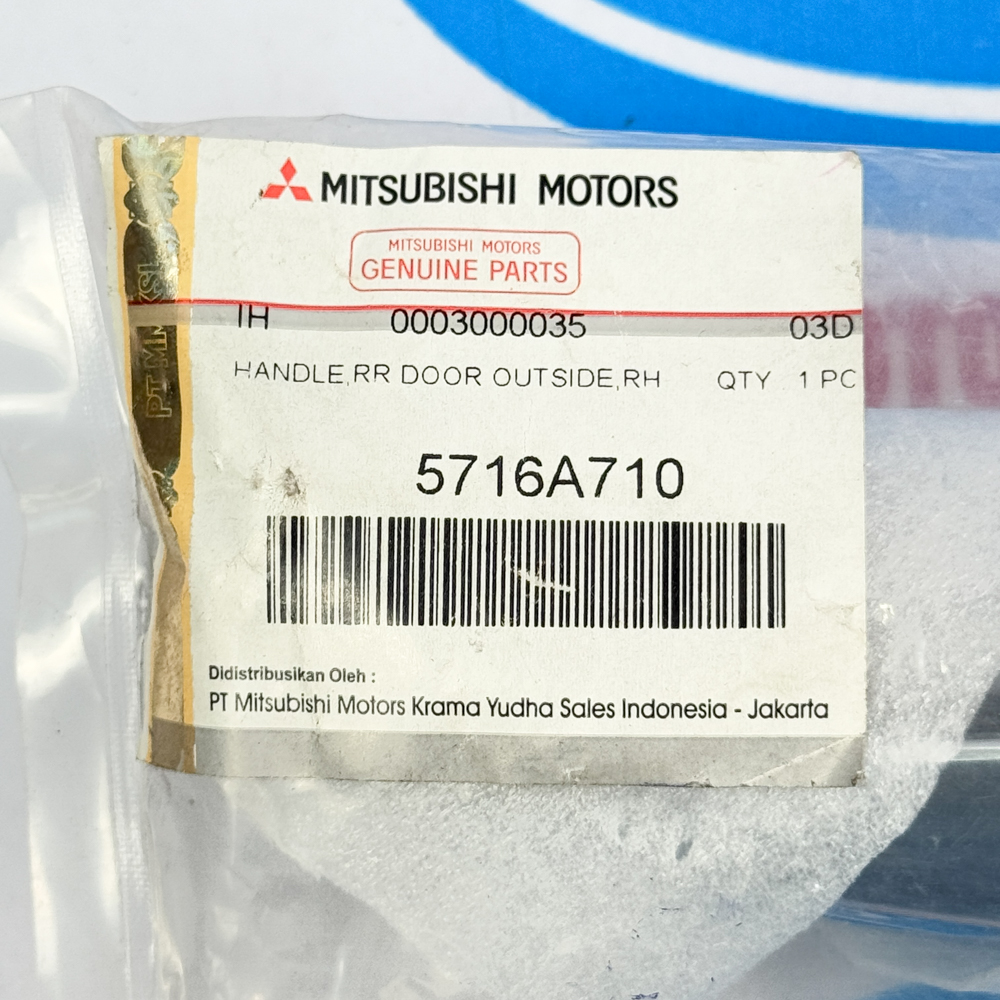 MITSUBISHI MOTORS
MITSUBISHI MOTORS
GENUINE PARTS
IH 0003000035 03D
HANDLE,RR DOOR OUTSIDE,RH QTY 1 PC
5716A710
Didistribusikan Oleh :
PT Mitsubishi Motors Krama Yudha Sales Indonesia - Jakarta